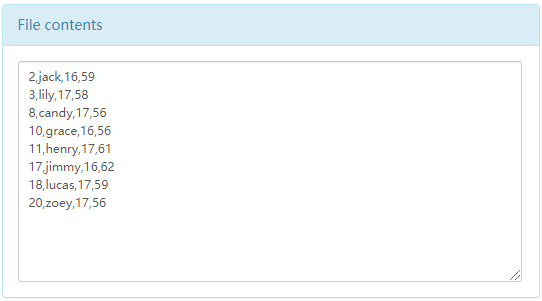 File contents
2,jack,16,59
3,lily,17,58
8,candy,17,56
10,grace,16,56
11,henry,17,61
17,jimmy,16,62
18,lucas,17,59
20,zoey,17,56